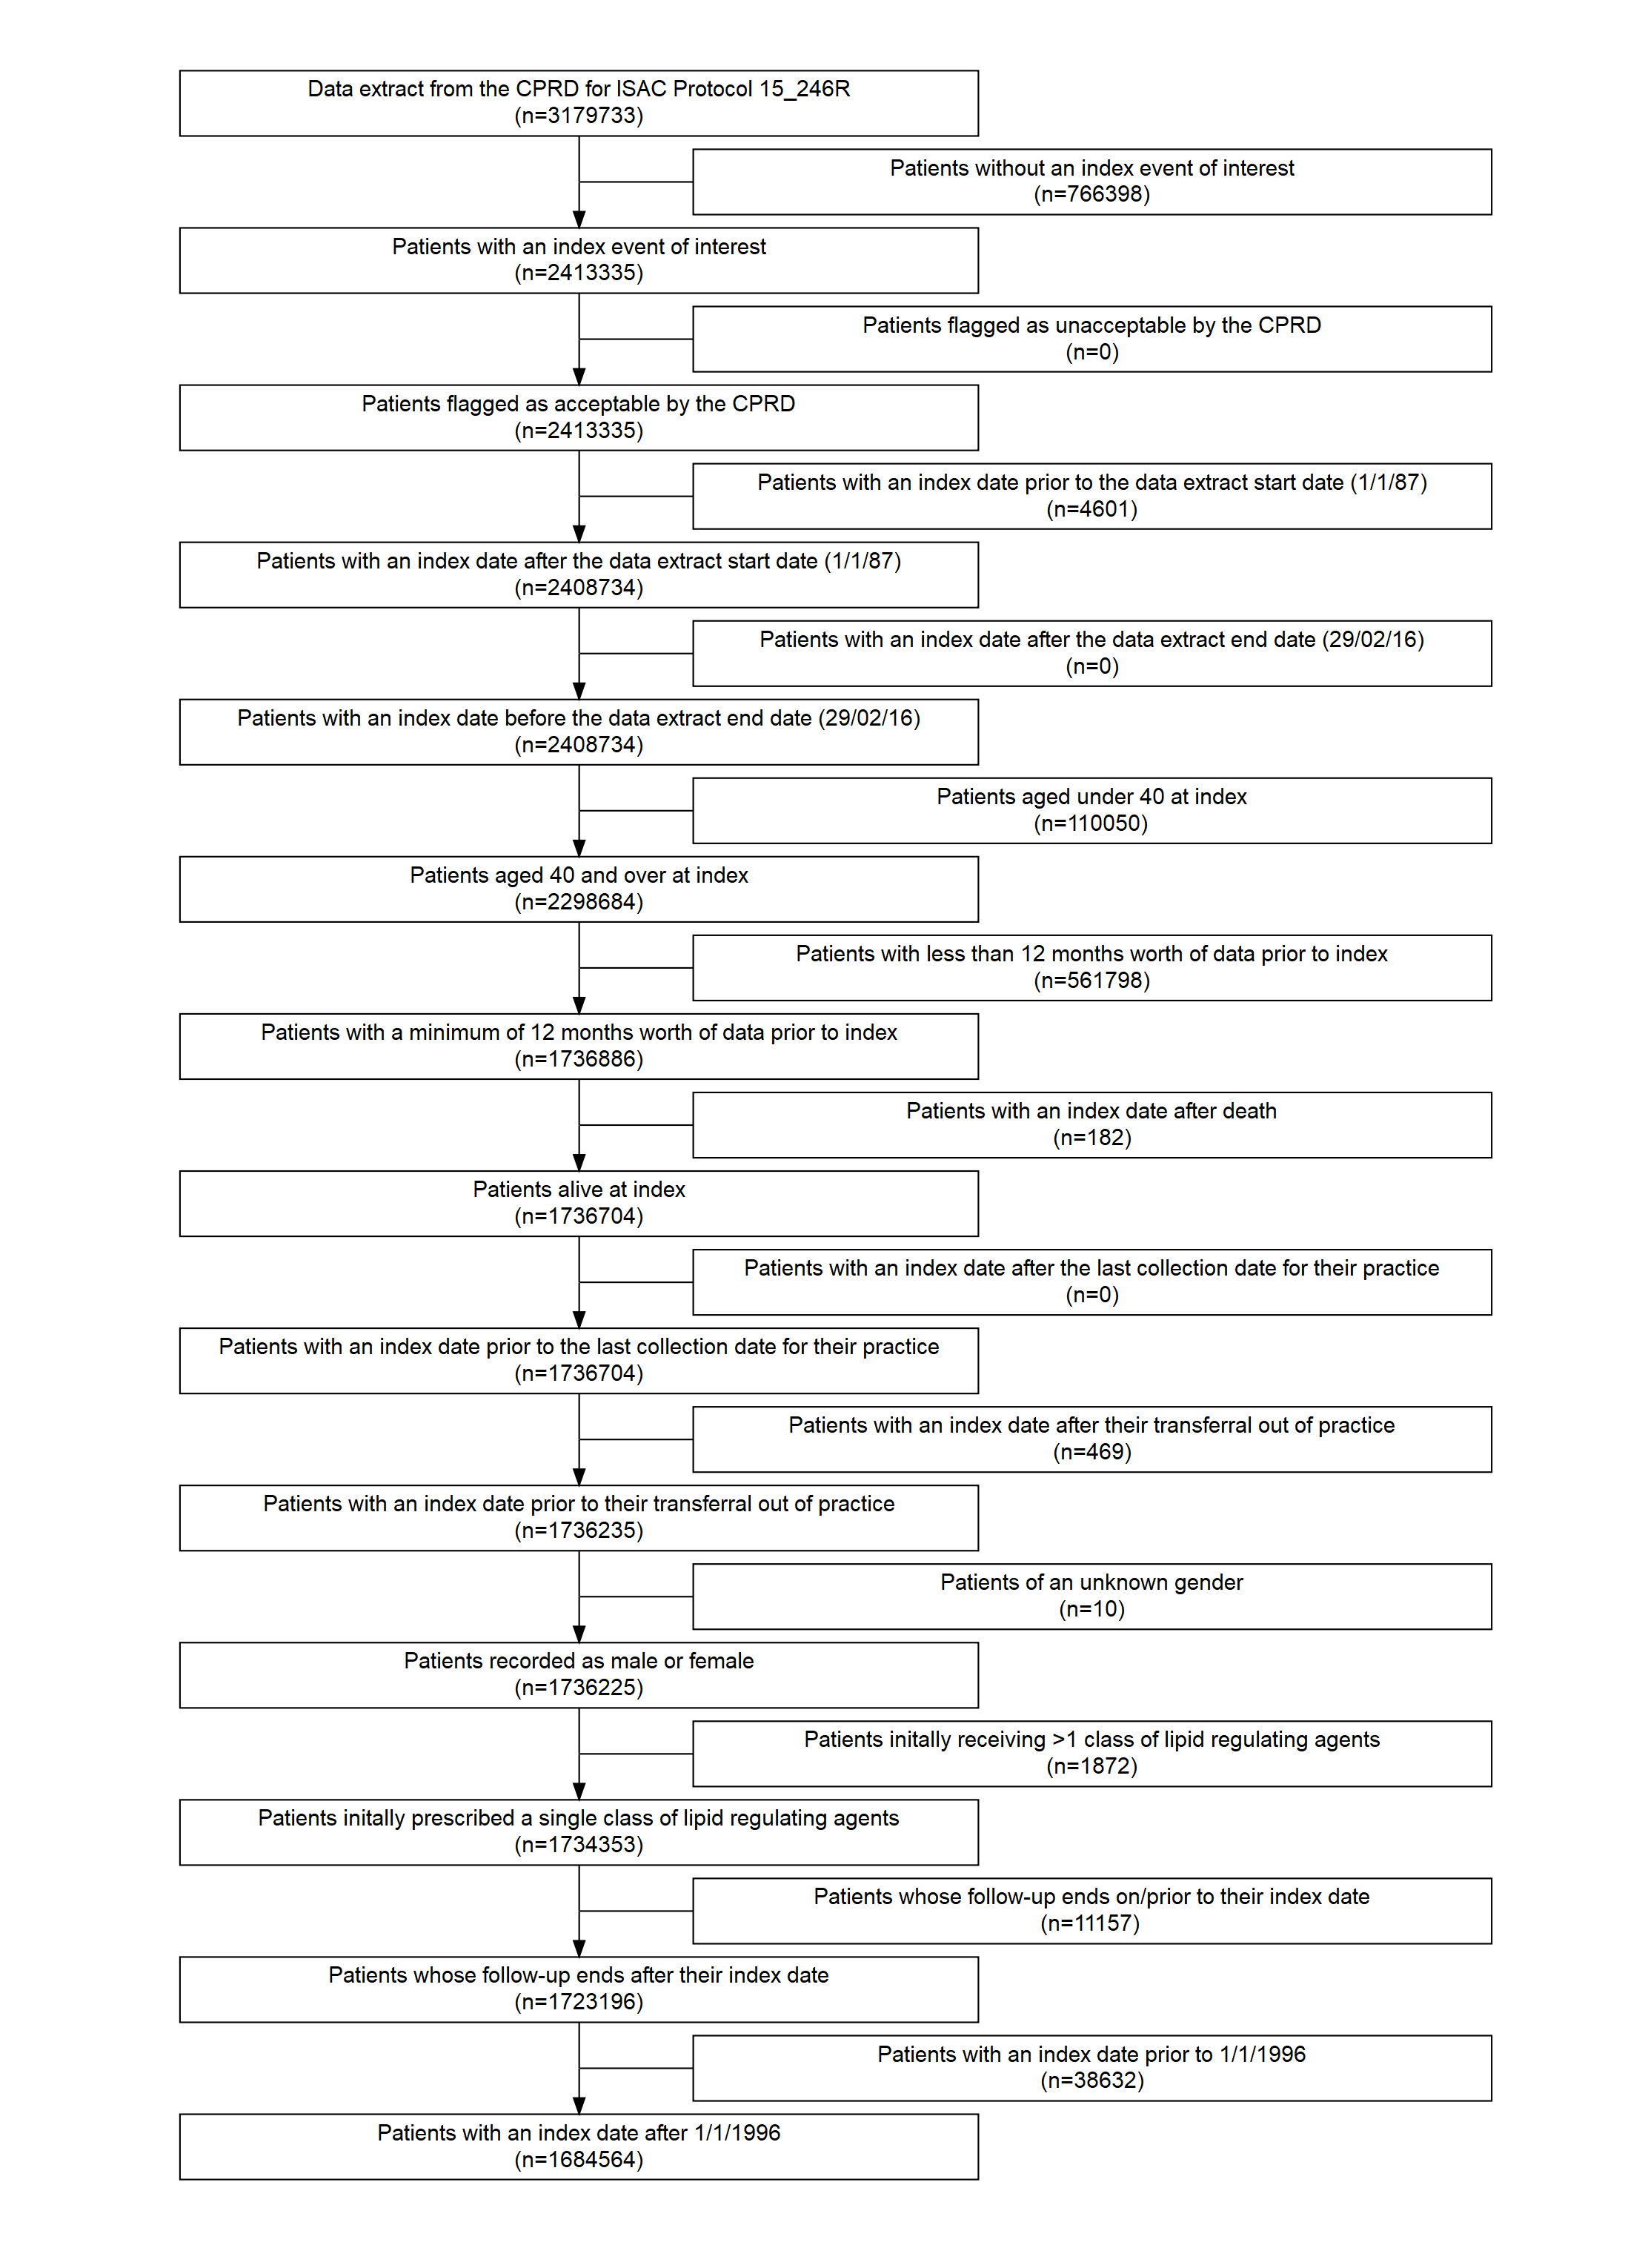 Data extract from the CPRD for ISAC Protocol 15_246R
(n=3179733)
Patients without an index event of interest
(n=766398)
Patients with an index event of interest
(n=2413335)
Patients flagged as unacceptable by the CPRD
(n=0)
Patients flagged as acceptable by the CPRD
(n=2413335)
Patients with an index date prior to the data extract start date (1/1/87)
(n=4601)
Patients with an index date after the data extract start date (1/1/87)
(n=2408734)
Patients with an index date after the data extract end date (29/02/16)
(n=0)
Patients with an index date before the data extract end date (29/02/16)
(n=2408734)
Patients aged under 40 at index
(n=110050)
Patients aged 40 and over at index
(n=2298684)
Patients with less than 12 months worth of data prior to index
(n=561798)
Patients with a minimum of 12 months worth of data prior to index
(n=1736886)
Patients with an index date after death
(n=182)
Patients alive at index
(n=1736704)
Patients with an index date after the last collection date for their practice
(n=0)
Patients with an index date prior to the last collection date for their practice
(n=1736704)
Patients with an index date after their transferral out of practice
(n=469)
Patients with an index date prior to their transferral out of practice
(n=1736235)
Patients of an unknown gender
(n=10)
Patients recorded as male or female
(n=1736225)
Patients initally receiving >1 class of lipid regulating agents
(n=1872)
Patients initally prescribed a single class of lipid regulating agents
(n=1734353)
Patients whose follow-up ends on/prior to their index date
(n=11157)
Patients whose follow-up ends after their index date
(n=1723196)
Patients with an index date prior to 1/1/1996
(n=38632)
Patients with an index date after 1/1/1996
(n=1684564)